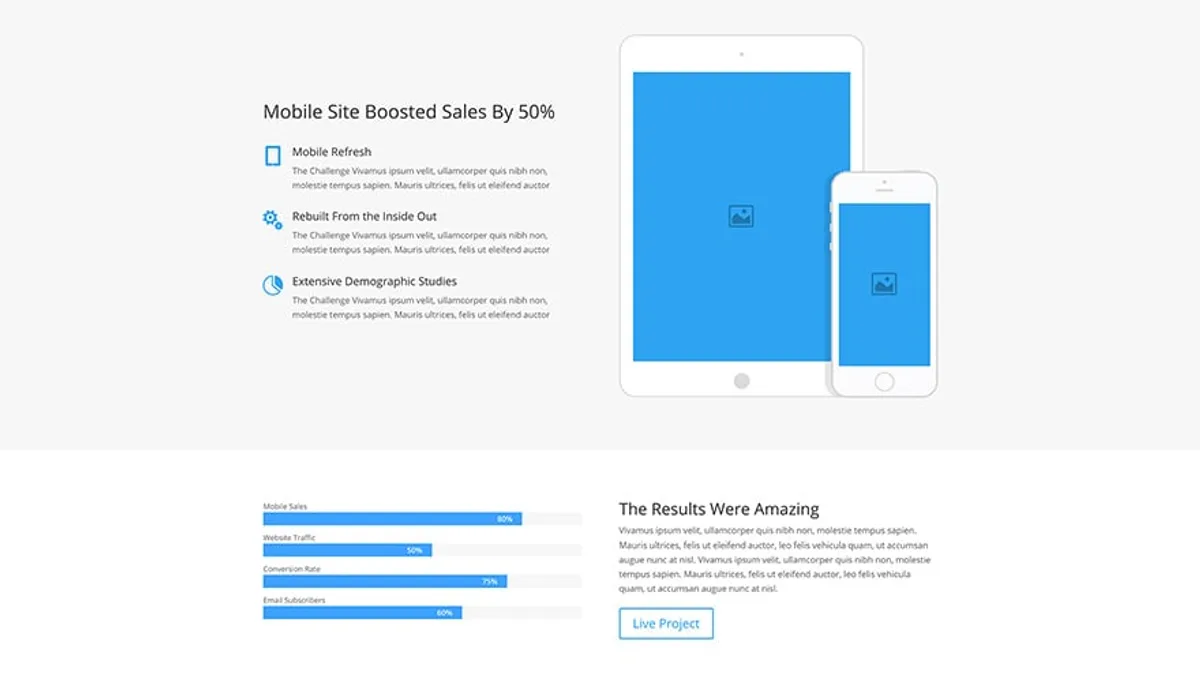 Mobile Site Boosted Sales By 50%
Mobile Refresh
The Challenge Vivamus ipsum velit, ullamcorper quis nibh non,
molestie tempus sapien. Mauris ultrices, felis ut eleifend auctor
Rebuilt From the Inside Out
The Challenge Vivamus ipsum velit, ullamcorper quis nibh non,
molestie tempus sapien. Mauris ultrices, felis ut eleifend auctor
Extensive Demographic Studies
The Challenge Vivamus ipsum velit, ullamcorper quis nibh non,
molestie tempus sapien. Mauris ultrices, felis ut eleifend auctor
Mobile Sales
80%
Website Traffic
50%
Conversion Rate
75%
Email Subscribers
60%
The Results Were Amazing
Vivamus ipsum velit, ullamcorper quis nibh non, molestie tempus sapien.
Mauris ultrices, felis ut eleifend auctor, leo felis vehicula quam, ut accumsan
augue nunc at nisl. Vivamus ipsum velit, ullamcorper quis nibh non, molestie
tempus sapien. Mauris ultrices, felis ut eleifend auctor, leo felis vehicula
quam, ut accumsan augue nunc at nisl.
Live Project